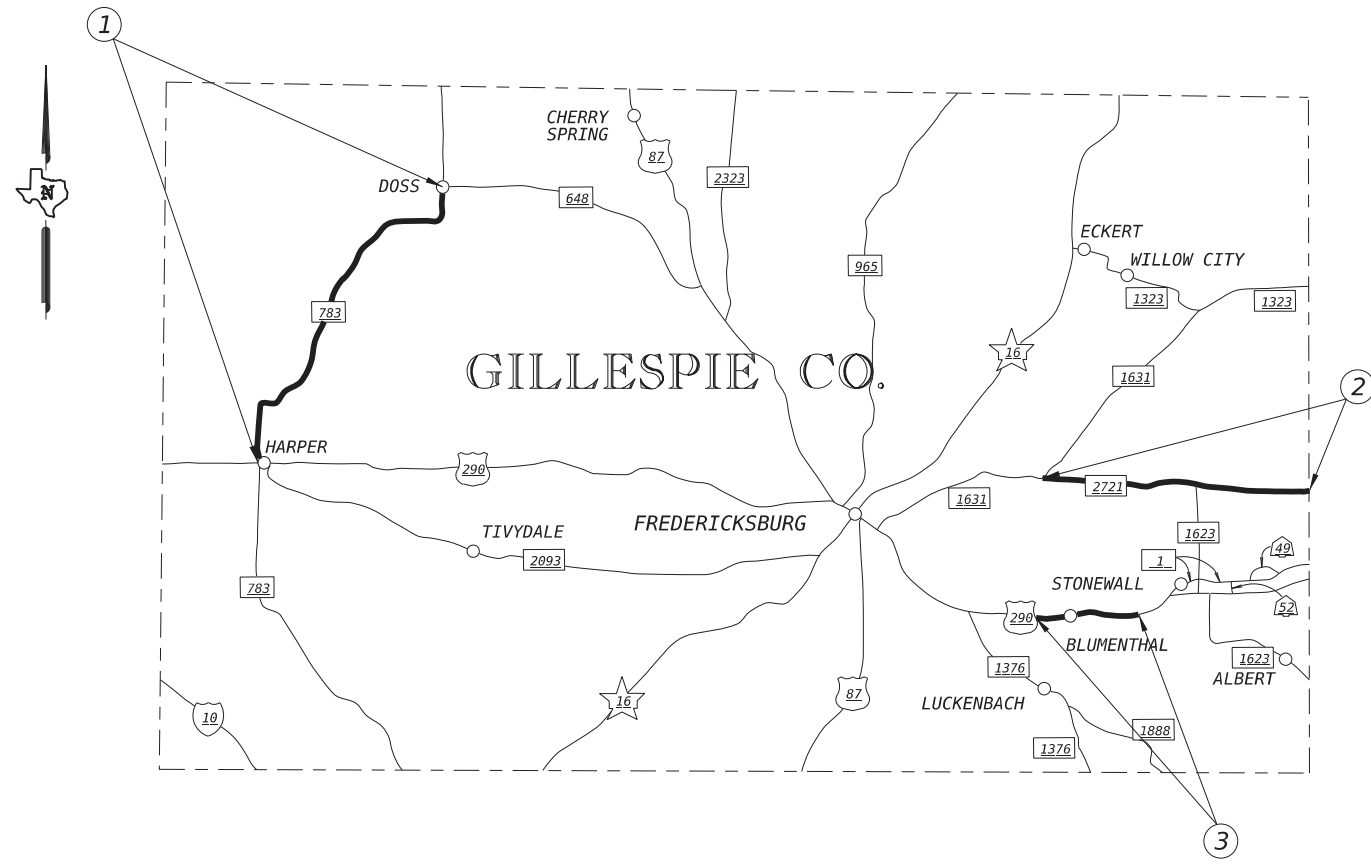 1
CHERRY
SPRING
87
2323
DOSS
648
N
ECKERT
WILLOW CITY
965
1323
1323
783
GILLESPIE CO.
16
1631
2
HARPER
290
2721
1631
FREDERICKSBURG
TIVYDALE
2093
1623
49
1
STONEWALL
783
52
290
BLUMENTHAL
1623
1376
ALBERT
LUCKENBACH
87
16
10
1888
1376
3